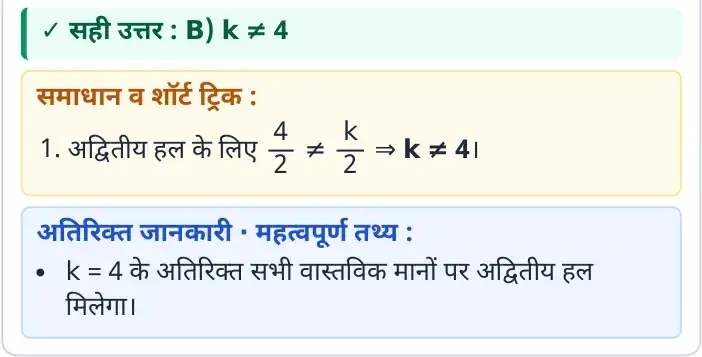 ✓ सही उत्तर : B) k ≠ 4
समाधान व शॉर्ट ट्रिक :
1. अद्वितीय हल के लिए 4/2 ≠ k/2 ⇒ k ≠ 4।
अतिरिक्त जानकारी · महत्वपूर्ण तथ्य :
• k = 4 के अतिरिक्त सभी वास्तविक मानों पर अद्वितीय हल
मिलेगा।